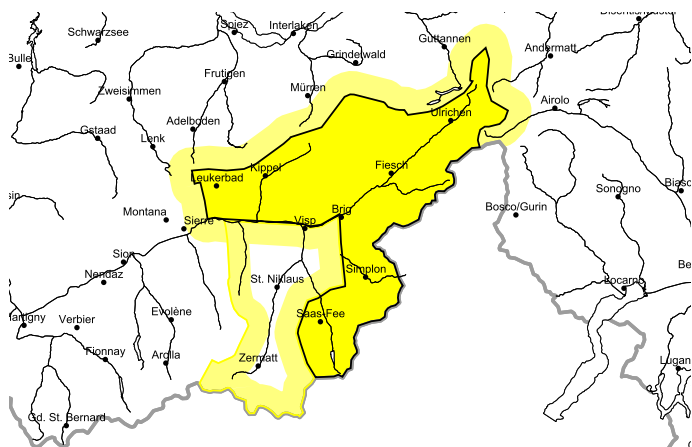 Spiez
Interlaken
Schwarzsee
Guttannen
Andermatt
Bulle
Grindelwald
Frutigen
Zweisimmen
Mürren
Airolo
Adelboden
Ulrichen
Gstaad
Lenk
Kippel
Fiesch
Leukerbad
Sonogno
Montana
Brig
Bosco/Gurin
Sierre
Visp
Sion
Nendaz
St. Niklaus
Simplon
Locarno
Be
Evolène
Saas-Fee
Verbier
Fionnay
Arolla
Zermatt
Gd. St. Bernard